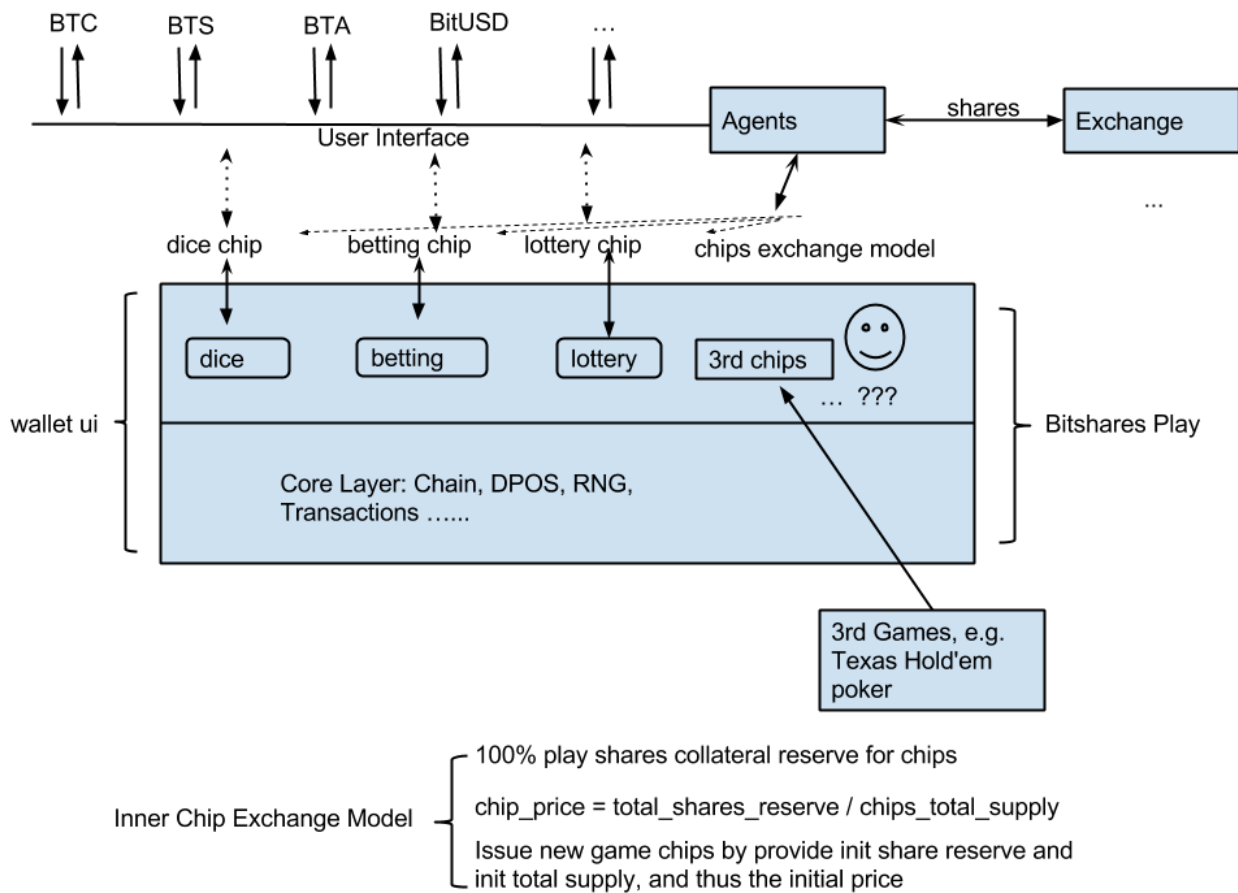 BTC
BTS
BTA
BitUSD
...
User Interface
Agents
shares
Exchange
...
dice chip
betting chip
lottery chip
chips exchange model
dice
betting
lottery
3rd chips
... ???
wallet ui
Bitshares Play
Core Layer: Chain, DPOS, RNG,
Transactions …...
3rd Games, e.g.
Texas Hold'em
poker
Inner Chip Exchange Model
100% play shares collateral reserve for chips
chip_price = total_shares_reserve / chips_total_supply
Issue new game chips by provide init share reserve and
init total supply, and thus the initial price